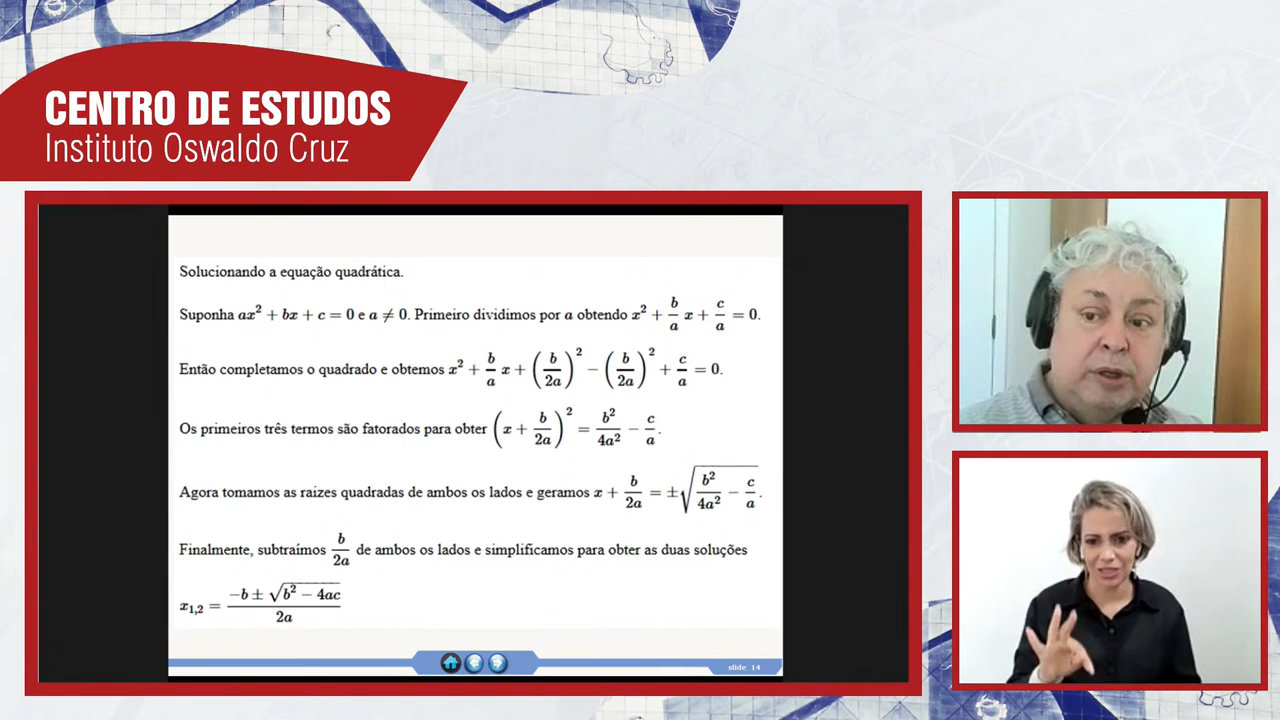 CENTRO DE ESTUDOS
Instituto Oswaldo Cruz
Solucionando a equação quadrática.
Suponha ax² + bx + c = 0 e a ≠ 0. Primeiro dividimos por a obtendo x² + b/a x + c/a = 0.
Então completamos o quadrado e obtemos x² + b/a x + (b/2a)² − (b/2a)² + c/a = 0.
Os primeiros três termos são fatorados para obter (x + b/2a)² = b²/4a² − c/a.
Agora tomamos as raizes quadradas de ambos os lados e geramos x + b/2a = ±√(b²/4a² − c/a).
Finalmente, subtraímos b/2a de ambos os lados e simplificamos para obter as duas soluções
x₁,₂ = (−b ± √(b² − 4ac))/2a
slide 14